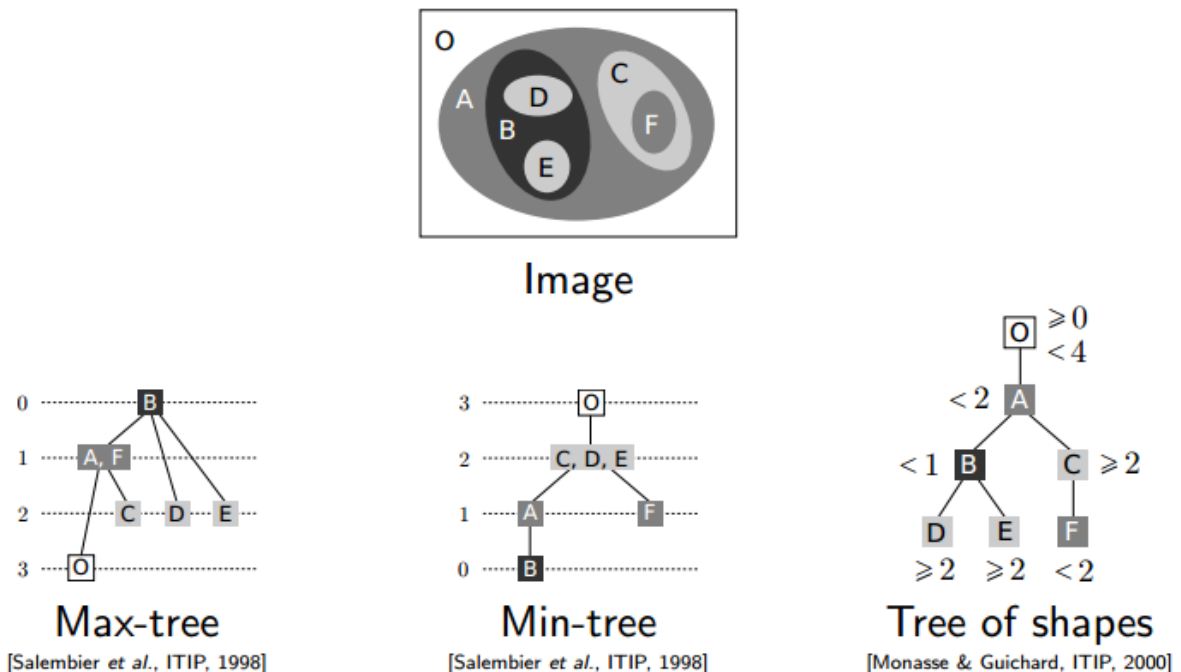 O
A
B
C
D
E
F
Image
0
B
1
A, F
2
C
D
E
3
O
Max-tree
[Salembier et al., ITIP, 1998]
3
O
2
C, D, E
1
A
F
0
B
Min-tree
[Salembier et al., ITIP, 1998]
O
⩾ 0
< 4
< 2
A
< 1
B
C
⩾ 2
D
E
F
⩾ 2
⩾ 2
< 2
Tree of shapes
[Monasse & Guichard, ITIP, 2000]